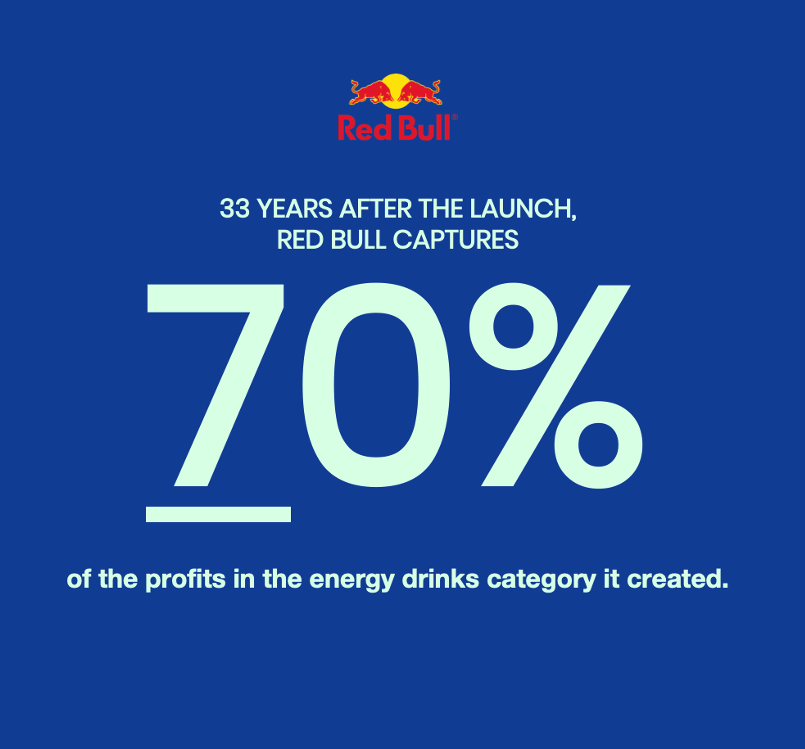 Red Bull®
33 YEARS AFTER THE LAUNCH,
RED BULL CAPTURES
70%
of the profits in the energy drinks category it created.